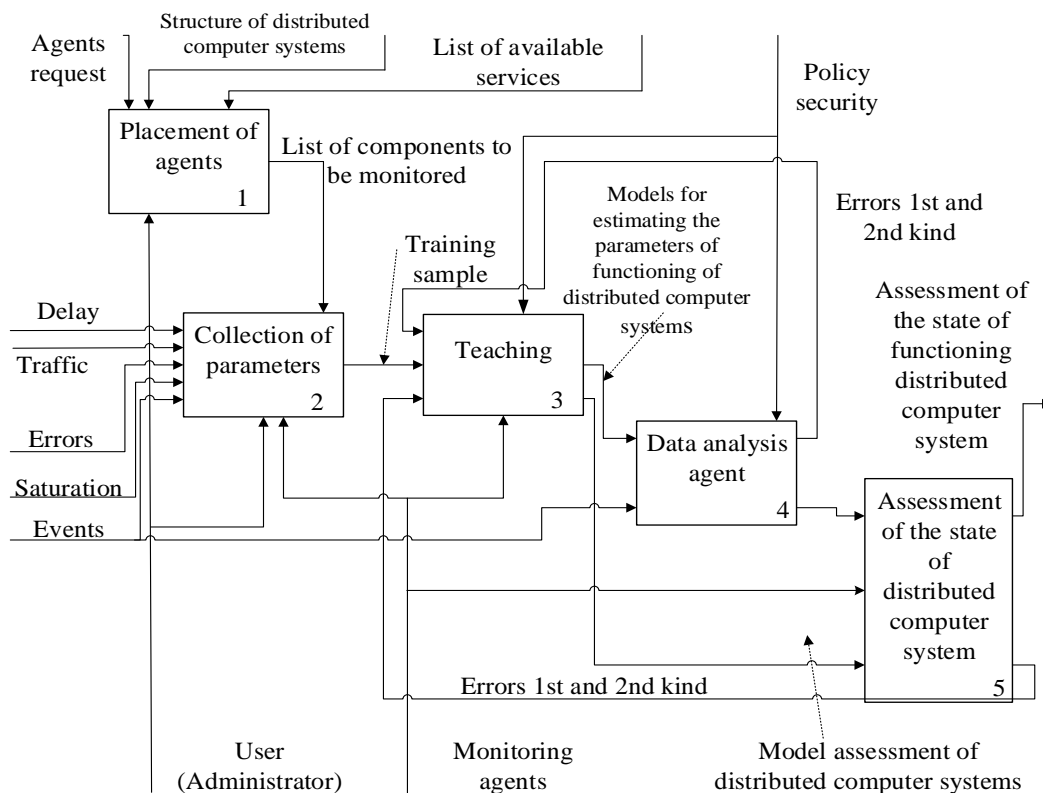 Agents
request
Structure of distributed
computer systems
List of available
services
Policy
security
Placement of
agents
1
List of components to
be monitored
Models for
estimating the
parameters of
functioning of
distributed computer
systems
Errors 1st and
2nd kind
Training
sample
Assessment of
the state of
functioning
distributed
computer
system
Delay
Traffic
Errors
Saturation
Events
Collection of
parameters
2
Teaching
3
Data analysis
agent
4
Assessment
of the state
of
distributed
computer
system
5
Errors 1st and 2nd kind
User
(Administrator)
Monitoring
agents
Model assessment of
distributed computer systems